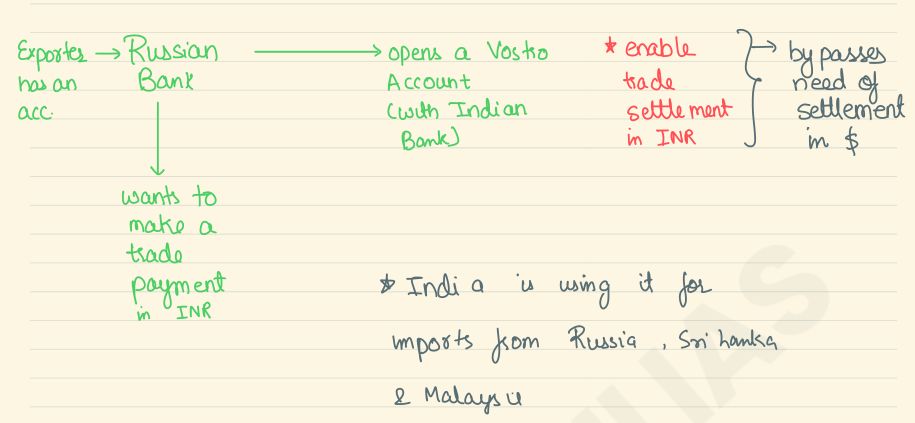 Exporter → Russian Bank
has an
acc.
opens a Vostro
Account
(with Indian
Bank)
* enable
trade
settlement
in INR
→ by passes
need of
settlement
in $
wants to
make a
trade
payment
in INR
* India is using it for
imports from Russia, Sri Lanka
& Malaysia
IAS